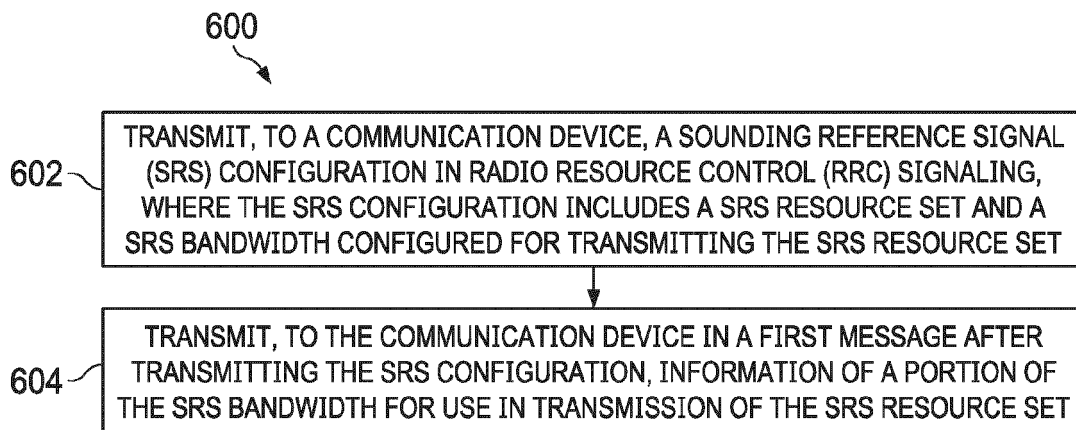 600
602
TRANSMIT, TO A COMMUNICATION DEVICE, A SOUNDING REFERENCE SIGNAL
(SRS) CONFIGURATION IN RADIO RESOURCE CONTROL (RRC) SIGNALING,
WHERE THE SRS CONFIGURATION INCLUDES A SRS RESOURCE SET AND A
SRS BANDWIDTH CONFIGURED FOR TRANSMITTING THE SRS RESOURCE SET
604
TRANSMIT, TO THE COMMUNICATION DEVICE IN A FIRST MESSAGE AFTER
TRANSMITTING THE SRS CONFIGURATION, INFORMATION OF A PORTION OF
THE SRS BANDWIDTH FOR USE IN TRANSMISSION OF THE SRS RESOURCE SET